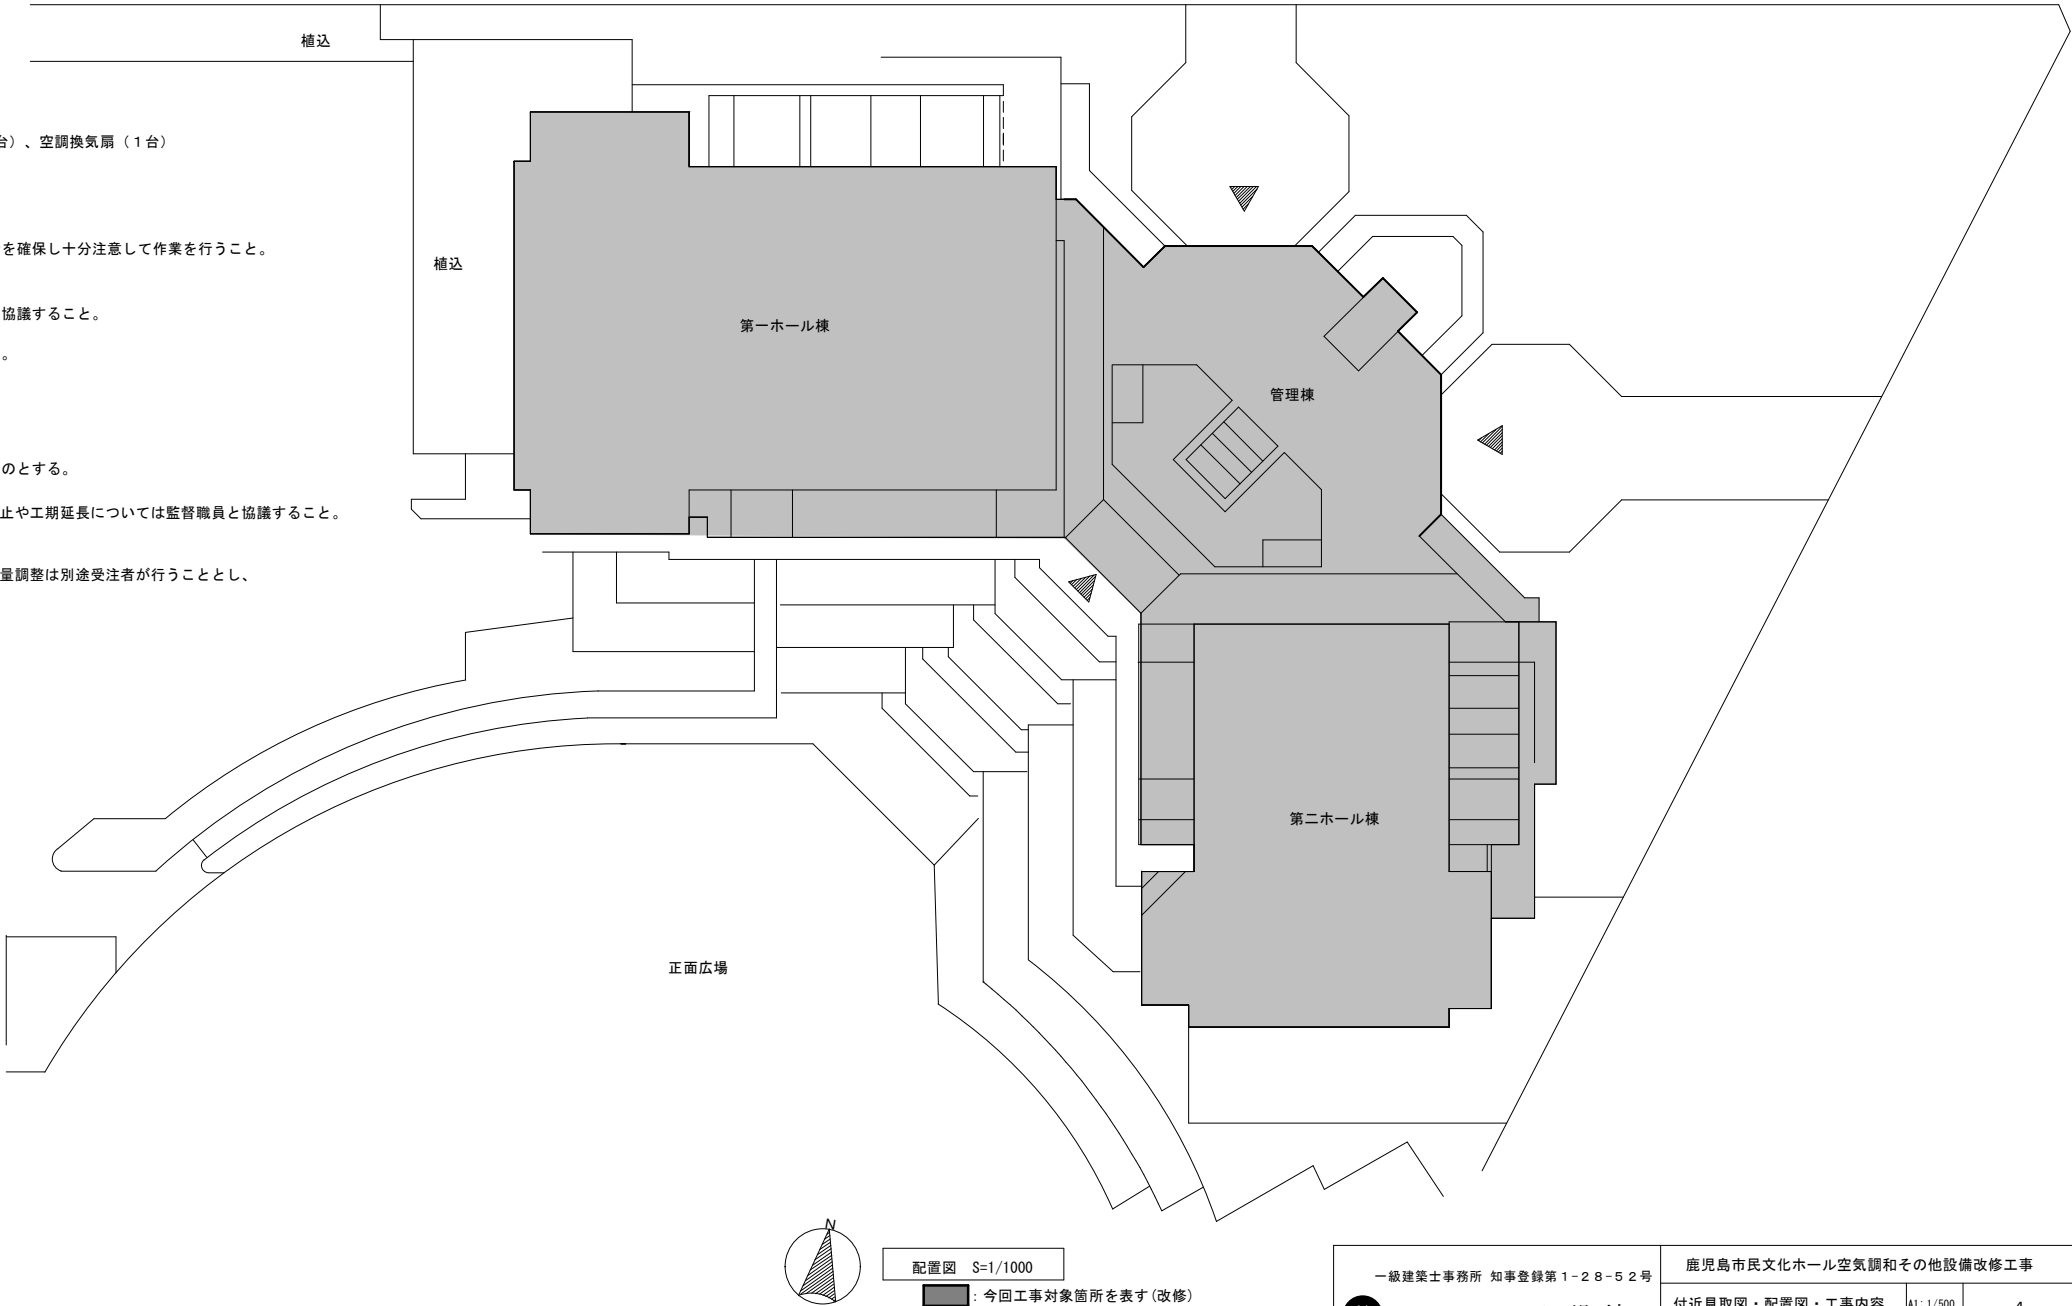 植込
台）、空調換気扇（１台）
を確保し十分注意して作業を行うこと。
植込
協議すること。
第一ホール棟
。
管理棟
のとする。
止や工期延長については監督職員と協議すること。
量調整は別途受注者が行うこととし、
第二ホール棟
正面広場
N
配置図 S=1/1000
：今回工事対象箇所を表す(改修)
一級建築士事務所 知事登録第１-２８-５２号
鹿児島市民文化ホール空気調和その他設備改修工事
付近見取図・配置図・工事内容
A1:1/500